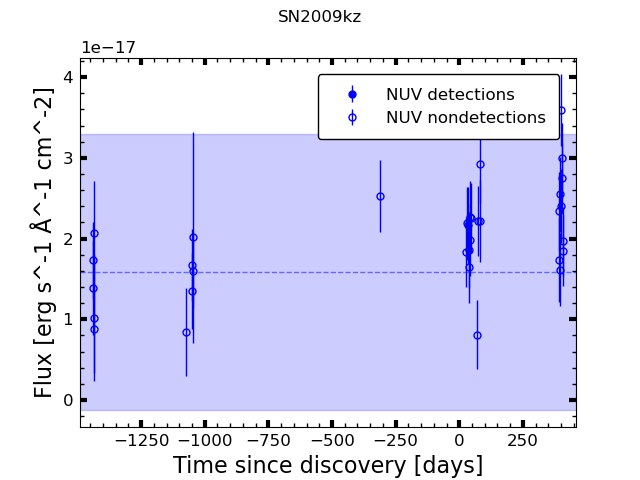 SN2009kz
1e−17
NUV detections
NUV nondetections
4
3
2
1
0
Flux [erg s^-1 Å^-1 cm^-2]
−1250 −1000 −750 −500 −250 0 250
Time since discovery [days]